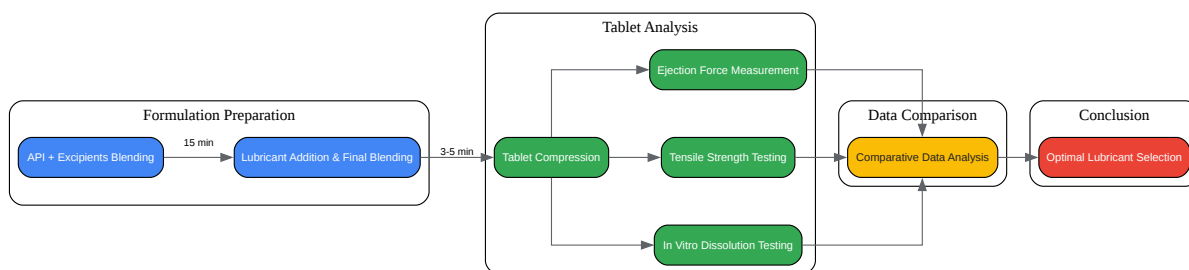 Formulation Preparation
API + Excipients Blending
15 min
Lubricant Addition & Final Blending
3-5 min
Tablet Analysis
Tablet Compression
Ejection Force Measurement
Tensile Strength Testing
In Vitro Dissolution Testing
Data Comparison
Comparative Data Analysis
Conclusion
Optimal Lubricant Selection